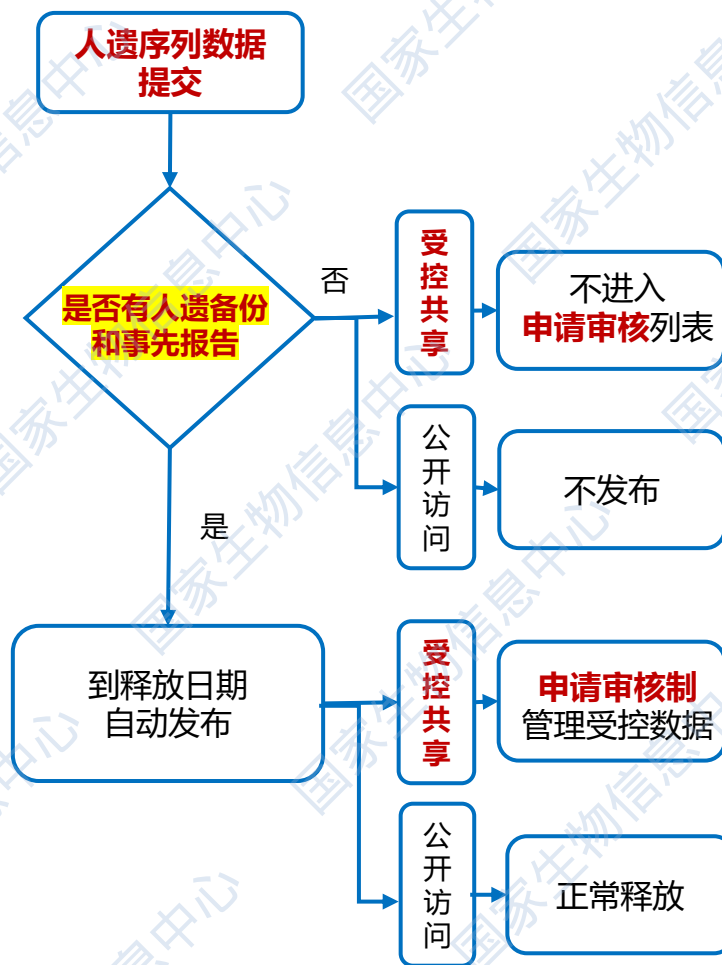 人遗序列数据
提交
是否有人遗备份
和事先报告
否
受控共享
不进入
申请审核列表
公开访问
不发布
是
到释放日期
自动发布
受控共享
申请审核制
管理受控数据
公开访问
正常释放
国家生物信息中心